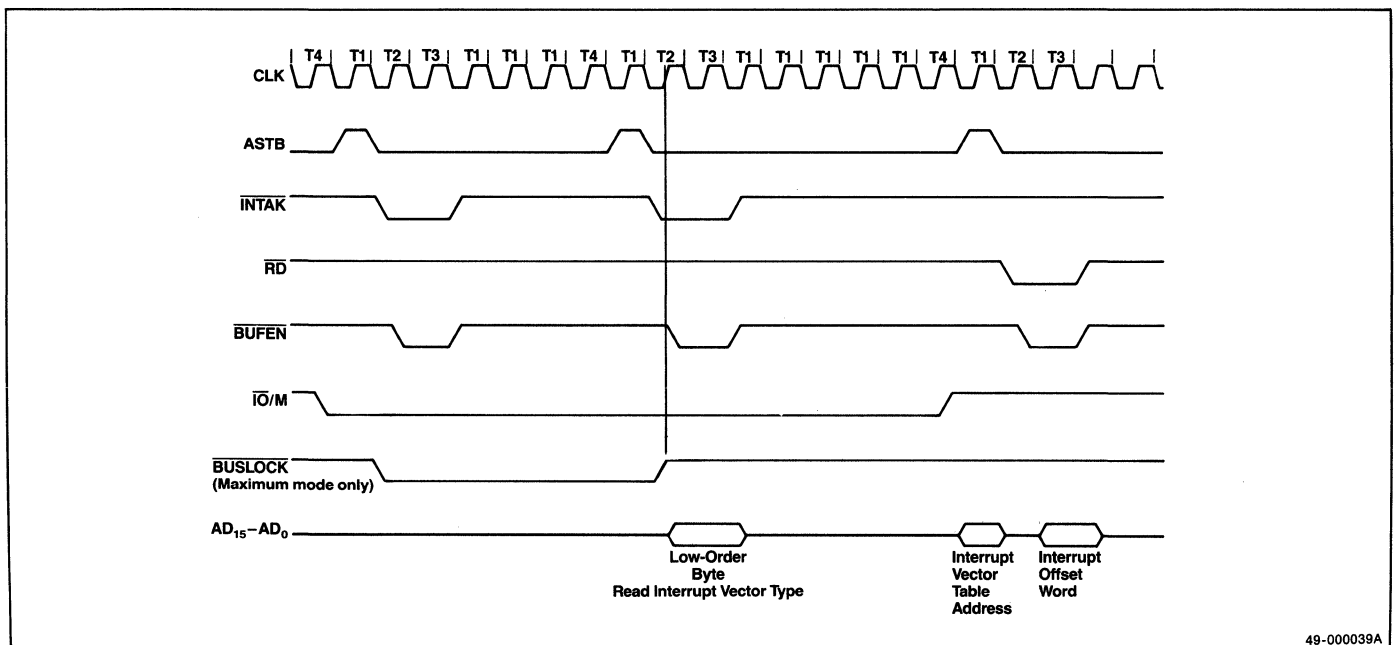 T4 T1 T2 T3 T1 T1 T1 T4 T1 T2 T3 T1 T1 T1 T1 T1 T4 T1 T2 T3
CLK
ASTB
INTAK
RD
BUFEN
IO/M
BUSLOCK
(Maximum mode only)
AD15–AD0
Low-Order
Byte
Read Interrupt Vector Type
Interrupt
Vector
Table
Address
Interrupt
Offset
Word
49-000039A